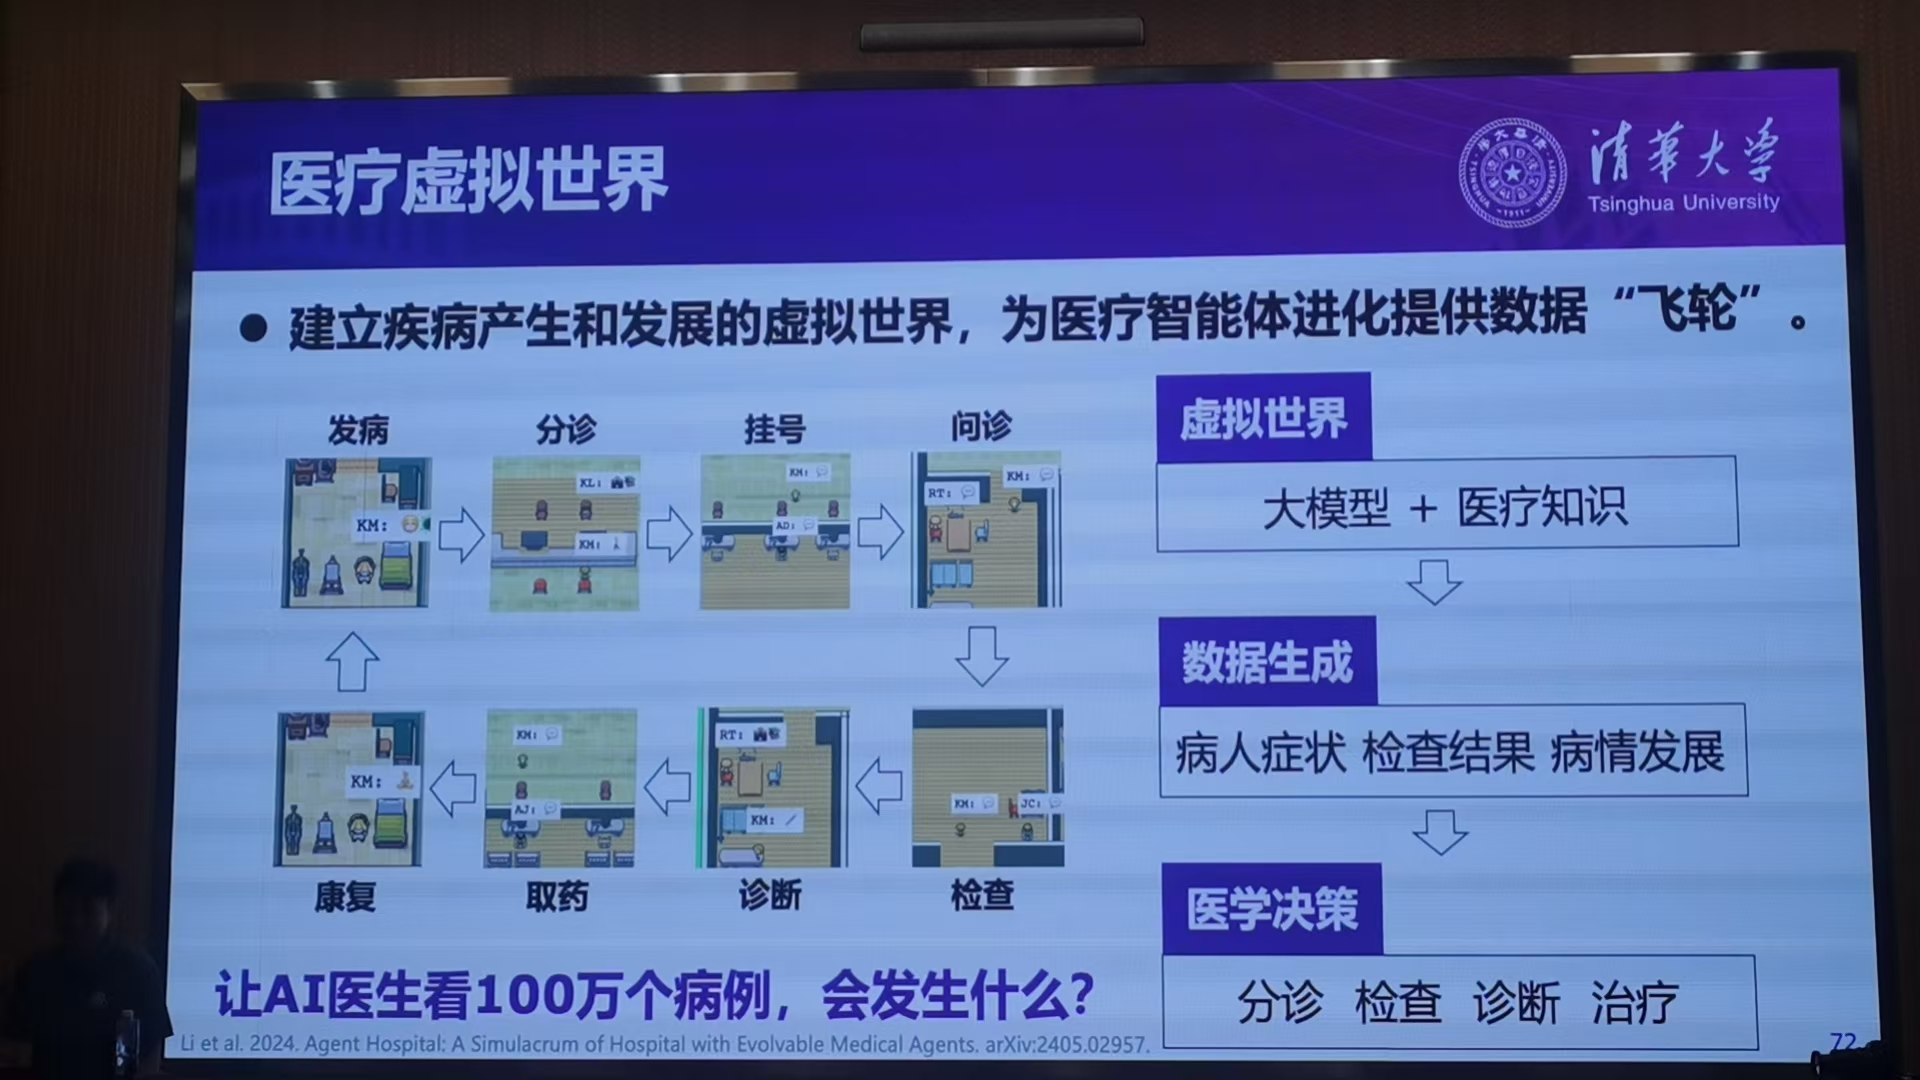 医疗虚拟世界
清华大学
Tsinghua University
● 建立疾病产生和发展的虚拟世界，为医疗智能体进化提供数据“飞轮”。
发病 分诊 挂号 问诊
KM:
KL:
KM:
KM:
AD:
RT:
KM:
KM:
KM:
AJ:
RT:
KM:
KM:
JC:
康复 取药 诊断 检查
虚拟世界
大模型 + 医疗知识
数据生成
病人症状 检查结果 病情发展
医学决策
分诊 检查 诊断 治疗
让AI医生看100万个病例，会发生什么？
Li et al. 2024. Agent Hospital: A Simulacrum of Hospital with Evolvable Medical Agents. arXiv:2405.02957.
72